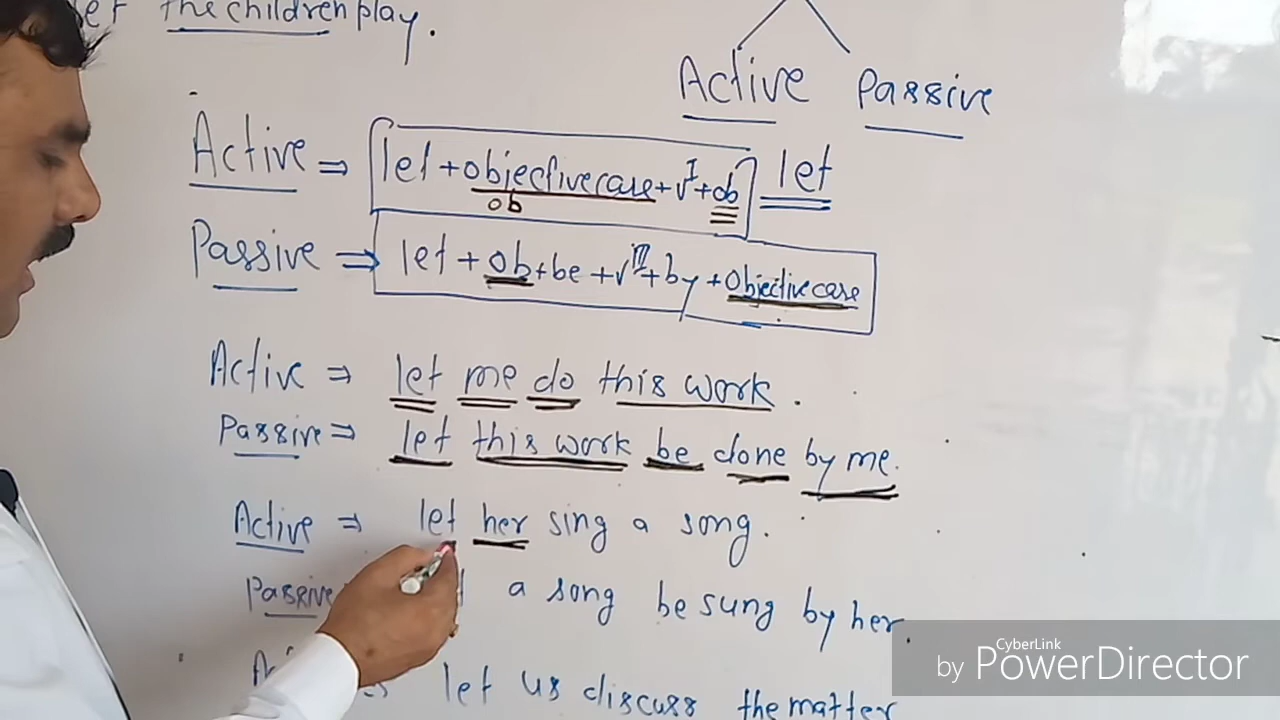 the children play.
Active Passive
Active ⇒ let + objective case + v^I + ob let
ob
Passive ⇒ let + ob + be + v^III + by + Objective case
Active ⇒ let me do this work.
Passive ⇒ let this work be done by me.
Active ⇒ let her sing a song.
Passive a song be sung by her.
let us discuss the matter
CyberLink
by PowerDirector